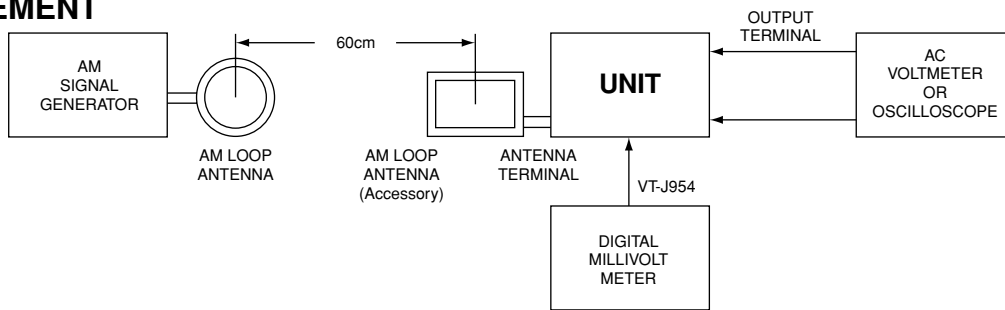 EMENT
OUTPUT
TERMINAL
60cm
AM
SIGNAL
GENERATOR
UNIT
AC
VOLTMETER
OR
OSCILLOSCOPE
AM LOOP
ANTENNA
AM LOOP
ANTENNA
(Accessory)
ANTENNA
TERMINAL
VT-J954
DIGITAL
MILLIVOLT
METER